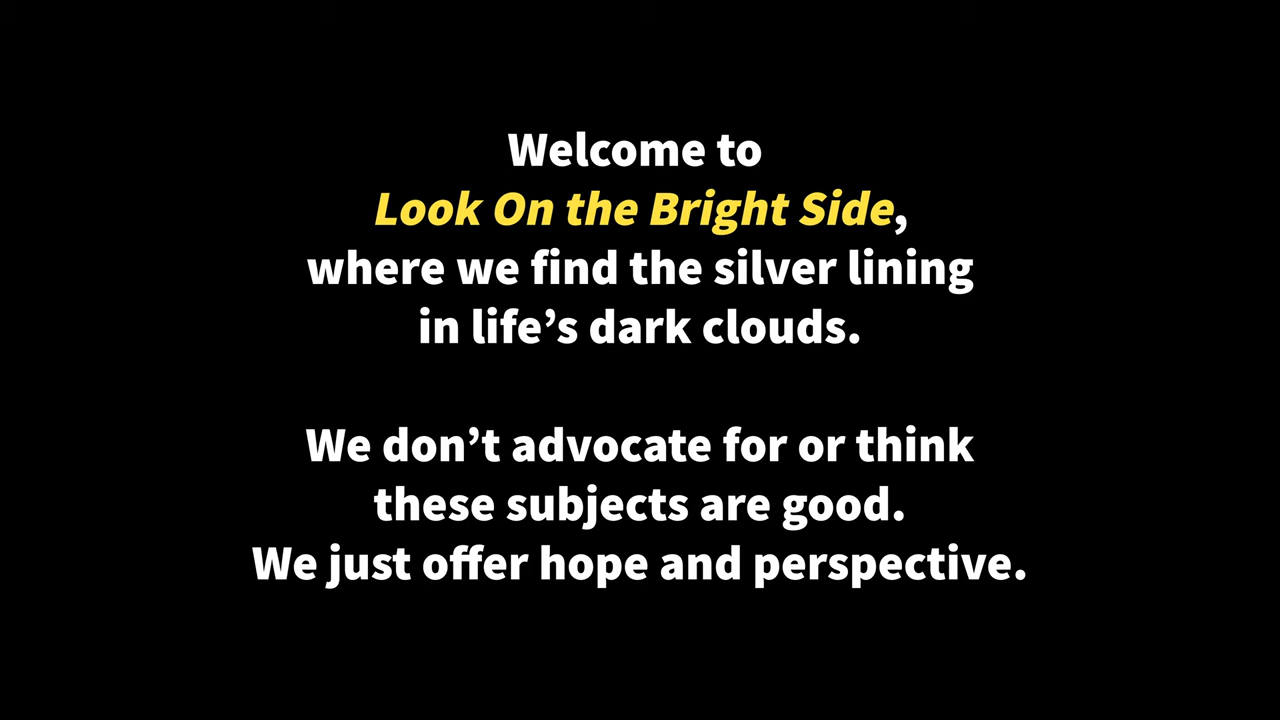 Welcome to
Look On the Bright Side,
where we find the silver lining
in life’s dark clouds.
We don’t advocate for or think
these subjects are good.
We just offer hope and perspective.